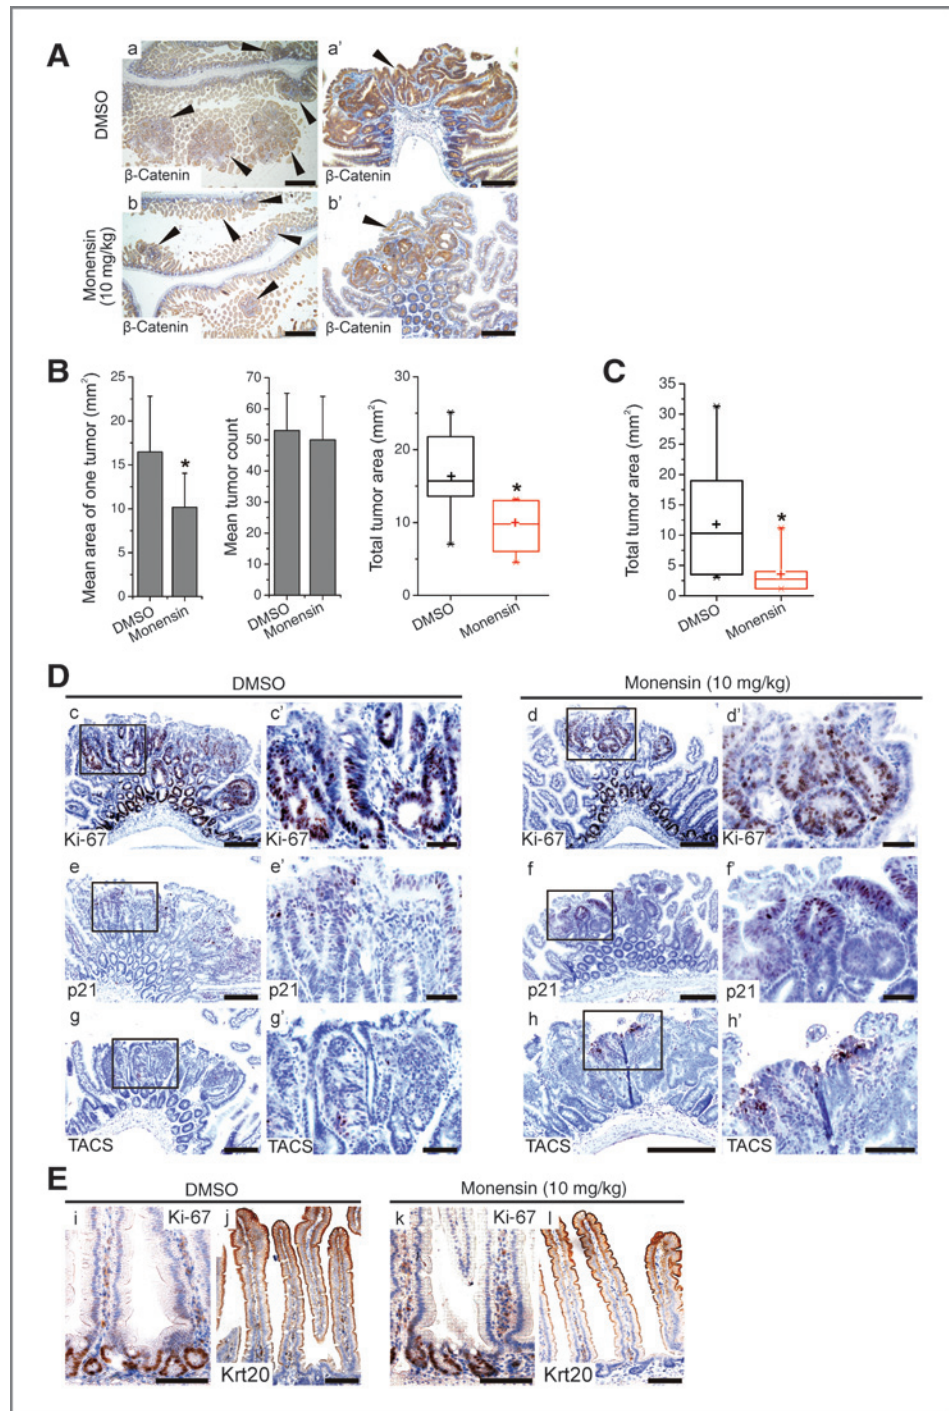 A
a
a'
DMSO
β-Catenin
β-Catenin
b
b'
Monensin
(10 mg/kg)
β-Catenin
β-Catenin
B
Mean area of one tumor (mm²)
25
20
15
10
5
0
*
DMSO
Monensin
Mean tumor count
70
60
50
40
30
20
10
0
DMSO
Monensin
Total tumor area (mm²)
30
20
10
0
*
DMSO
Monensin
C
Total tumor area (mm²)
35
30
25
20
15
10
5
0
*
DMSO
Monensin
D
DMSO
Monensin (10 mg/kg)
c
c'
d
d'
Ki-67
Ki-67
Ki-67
Ki-67
e
e'
f
f'
p21
p21
p21
p21
g
g'
h
h'
TACS
TACS
TACS
TACS
E
DMSO
Monensin (10 mg/kg)
i
Ki-67
j
k
Ki-67
l
Krt20
Krt20